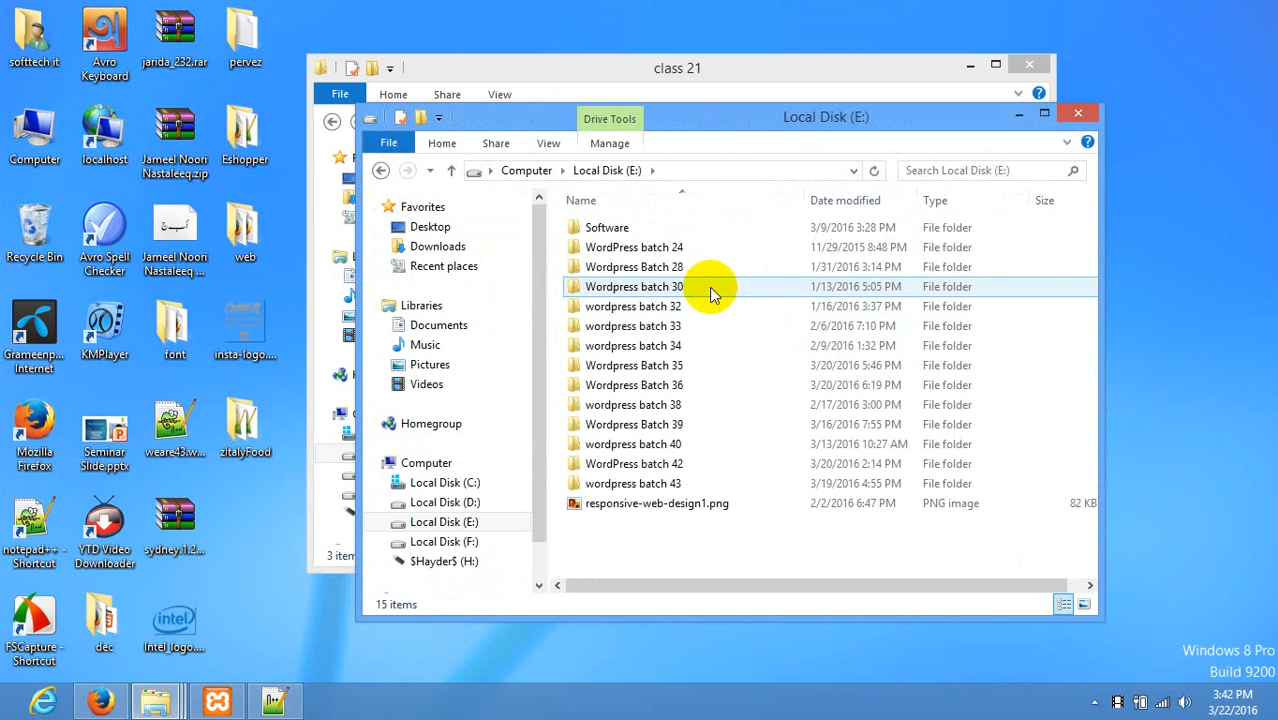 softtech it
Avro
Keyboard
jarida_232.rar
pervez
Computer
localhost
Jameel Noori
Nastaleeq.zip
Eshopper
Recycle Bin
Avro Spell
Checker
Jameel Noori
Nastaleeq ...
web
Grameenp...
Internet
KMPlayer
font
insta-logo....
Mozilla
Firefox
Seminar
Slide.pptx
weare43.w...
zItalyFood
notepad++ -
Shortcut
YTD Video
Downloader
sydney.1.2...
FSCapture -
Shortcut
dec
intel
Intel_logo....
class 21
File Home Share View
3 item
Drive Tools
Local Disk (E:)
File Home Share View Manage
Computer Local Disk (E:)
Search Local Disk (E:)
Favorites
Desktop
Downloads
Recent places
Libraries
Documents
Music
Pictures
Videos
Homegroup
Computer
Local Disk (C:)
Local Disk (D:)
Local Disk (E:)
Local Disk (F:)
$Hayder$ (H:)
Name Date modified Type Size
Software 3/9/2016 3:28 PM File folder
WordPress batch 24 11/29/2015 8:48 PM File folder
Wordpress Batch 28 1/31/2016 3:14 PM File folder
Wordpress batch 30 1/13/2016 5:05 PM File folder
wordpress batch 32 1/16/2016 3:37 PM File folder
wordpress batch 33 2/6/2016 7:10 PM File folder
wordpress batch 34 2/9/2016 1:32 PM File folder
Wordpress Batch 35 3/20/2016 5:46 PM File folder
Wordpress Batch 36 3/20/2016 6:19 PM File folder
wordpress batch 38 2/17/2016 3:00 PM File folder
Wordpress Batch 39 3/16/2016 7:55 PM File folder
wordpress batch 40 3/13/2016 10:27 AM File folder
WordPress batch 42 3/20/2016 2:14 PM File folder
wordpress batch 43 3/19/2016 4:55 PM File folder
responsive-web-design1.png 2/2/2016 6:47 PM PNG image 82 KB
15 items
Windows 8 Pro
Build 9200
3:42 PM
3/22/2016